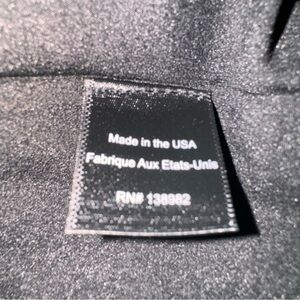 Made in the USA
Fabrique Aux Etats-Unis
RN# 138982